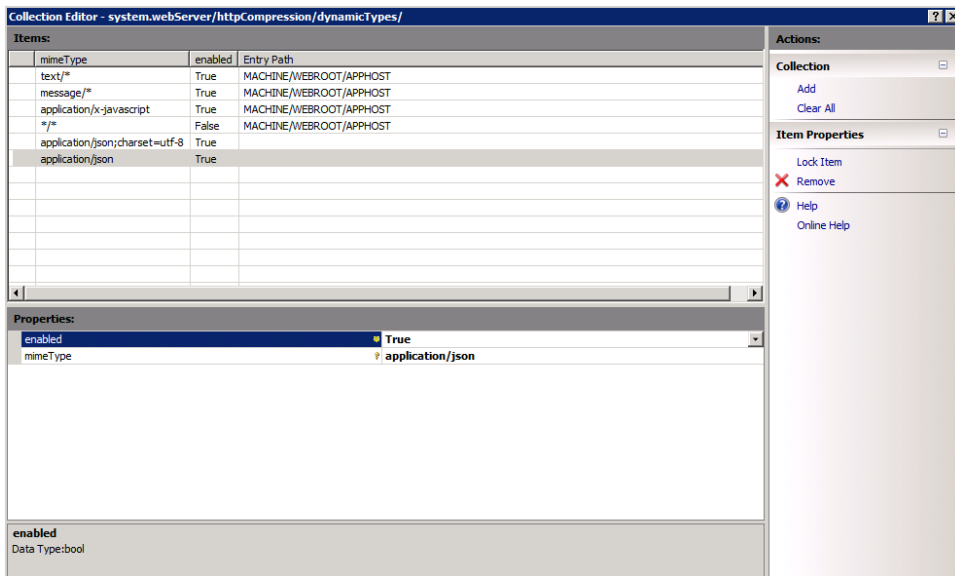 Collection Editor - system.webServer/httpCompression/dynamicTypes/
Items:
mimeType enabled Entry Path
text/* True MACHINE/WEBROOT/APPHOST
message/* True MACHINE/WEBROOT/APPHOST
application/x-javascript True MACHINE/WEBROOT/APPHOST
*/* False MACHINE/WEBROOT/APPHOST
application/json;charset=utf-8 True
application/json True
Properties:
enabled True
mimeType application/json
enabled
Data Type:bool
Actions:
Collection
Add
Clear All
Item Properties
Lock Item
Remove
Help
Online Help